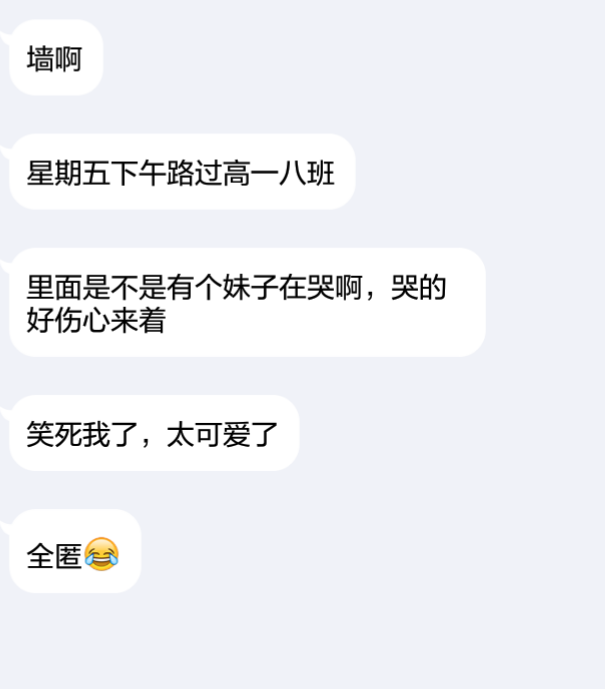 墙啊
星期五下午路过高一八班
里面是不是有个妹子在哭啊，哭的
好伤心来着
笑死我了，太可爱了
全匿😂